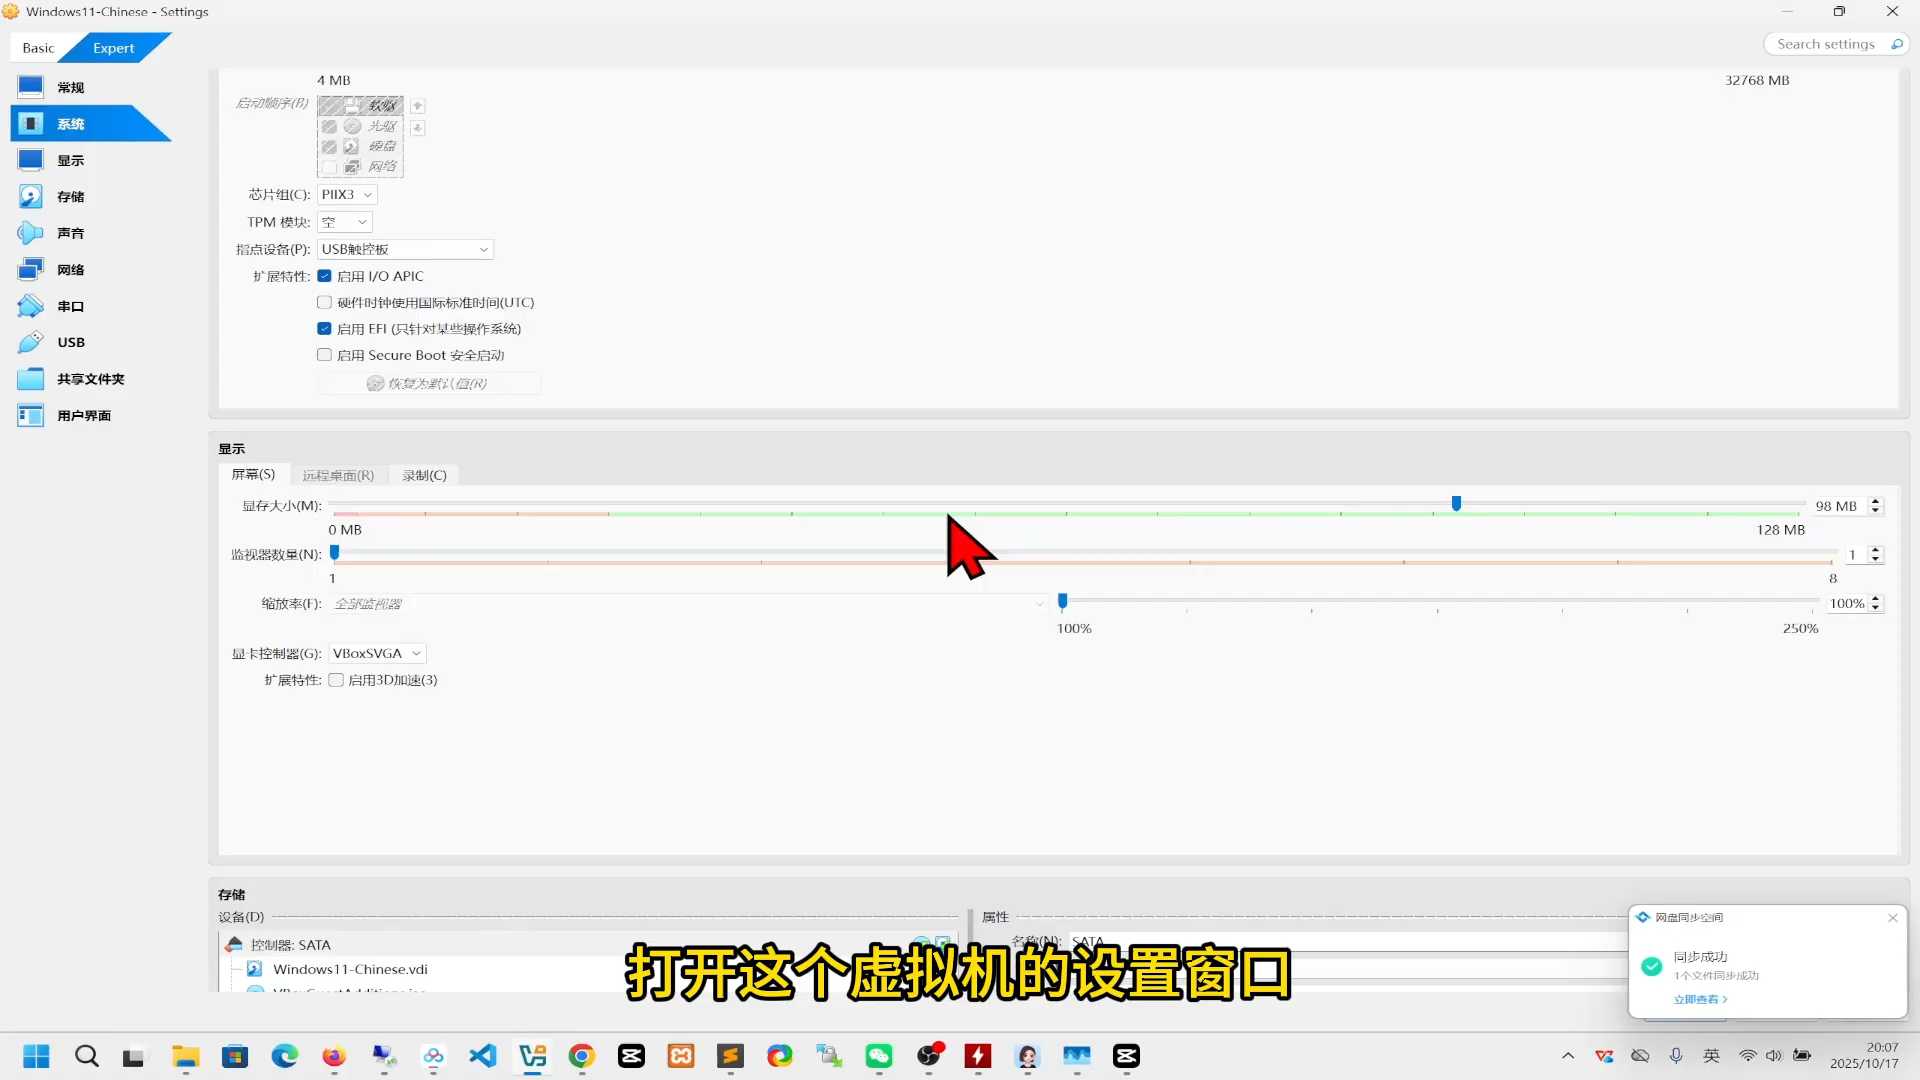 Windows11-Chinese - Settings
Basic
Expert
Search settings
常规
系统
显示
存储
声音
网络
串口
USB
共享文件夹
用户界面
4 MB
32768 MB
启动顺序(B)
软驱
光驱
硬盘
网络
芯片组(C): PIIX3
TPM 模块: 空
指点设备(P): USB触控板
扩展特性: 启用 I/O APIC
硬件时钟使用国际标准时间(UTC)
启用 EFI (只针对某些操作系统)
启用 Secure Boot 安全启动
恢复为默认值(R)
显示
屏幕(S) 远程桌面(R) 录制(C)
显存大小(M): 98 MB
0 MB 128 MB
监视器数量(N): 1
1 8
缩放率(F): 全部监视器 100%
100% 250%
显卡控制器(G): VBoxSVGA
扩展特性: 启用3D加速(3)
存储
设备(D)
属性
控制器: SATA
名称(N): SATA
Windows11-Chinese.vdi
打开这个虚拟机的设置窗口
网盘同步空间
同步成功
1个文件同步成功
立即查看 >
英
20:07
2025/10/17